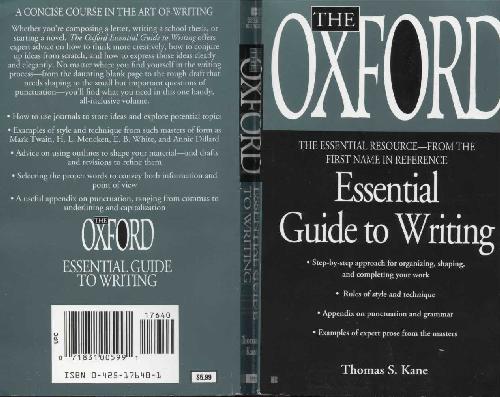 A CONCISE COURSE IN THE ART OF WRITING
Whether you're composing a letter, writing a school thesis, or
starting a novel, The Oxford Essential Guide to Writing offers
expert advice on how to think more creatively, how to conjure
up ideas from scratch, and how to express those ideas clearly
and elegantly. No matter where you find yourself in the writing
process—from the daunting blank page to the rough draft that
needs shaping to the small but important questions of
punctuation—you'll find what you need in this one handy,
all-inclusive volume.
• How to use journals to store ideas and explore potential topics
• Examples of style and technique from such masters of form as
Mark Twain, H. L. Mencken, E. B. White, and Annie Dillard
• Advice on using outlines to shape your material—and drafts
and revisions to refine them
• Selecting the proper words to convey both information and
point of view
• A useful appendix on punctuation, ranging from commas to
underlining and capitalization
THE
OXFORD
ESSENTIAL GUIDE
TO WRITING
17640
UPC
0 71831 00599 1
ISBN 0-425-17640-1
$5.99
THE
OXFORD
ESSENTIAL GUIDE
TO WRITING
Thomas S.
Kane
THE
OXFORD
THE ESSENTIAL RESOURCE—FROM THE
FIRST NAME IN REFERENCE
Essential
Guide to Writing
• Step-by-step approach for organizing, shaping,
and completing your work
• Rules of style and technique
• Appendix on punctuation and grammar
• Examples of expert prose from the masters
Thomas S. Kane